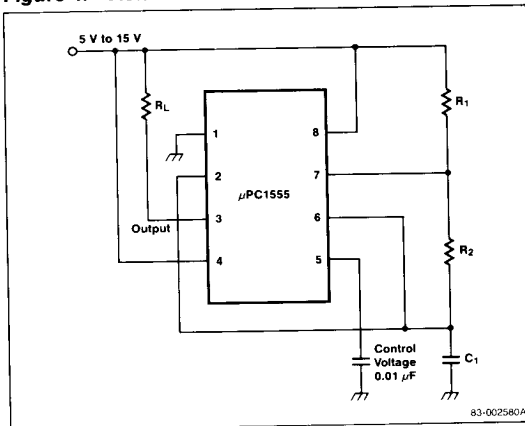 5 V to 15 V
RL
R1
1
8
2
7
μPC1555
3
6
Output
4
5
R2
Control
Voltage
0.01 μF
C1
83-002580A